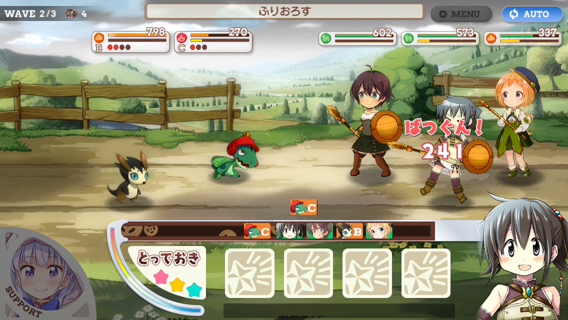 WAVE 2/3 4
ふりおろす
MENU
AUTO
798
B
270
C
602
573
337
ばつぐん!
241
C
C
B
とっておき
SUPPORT